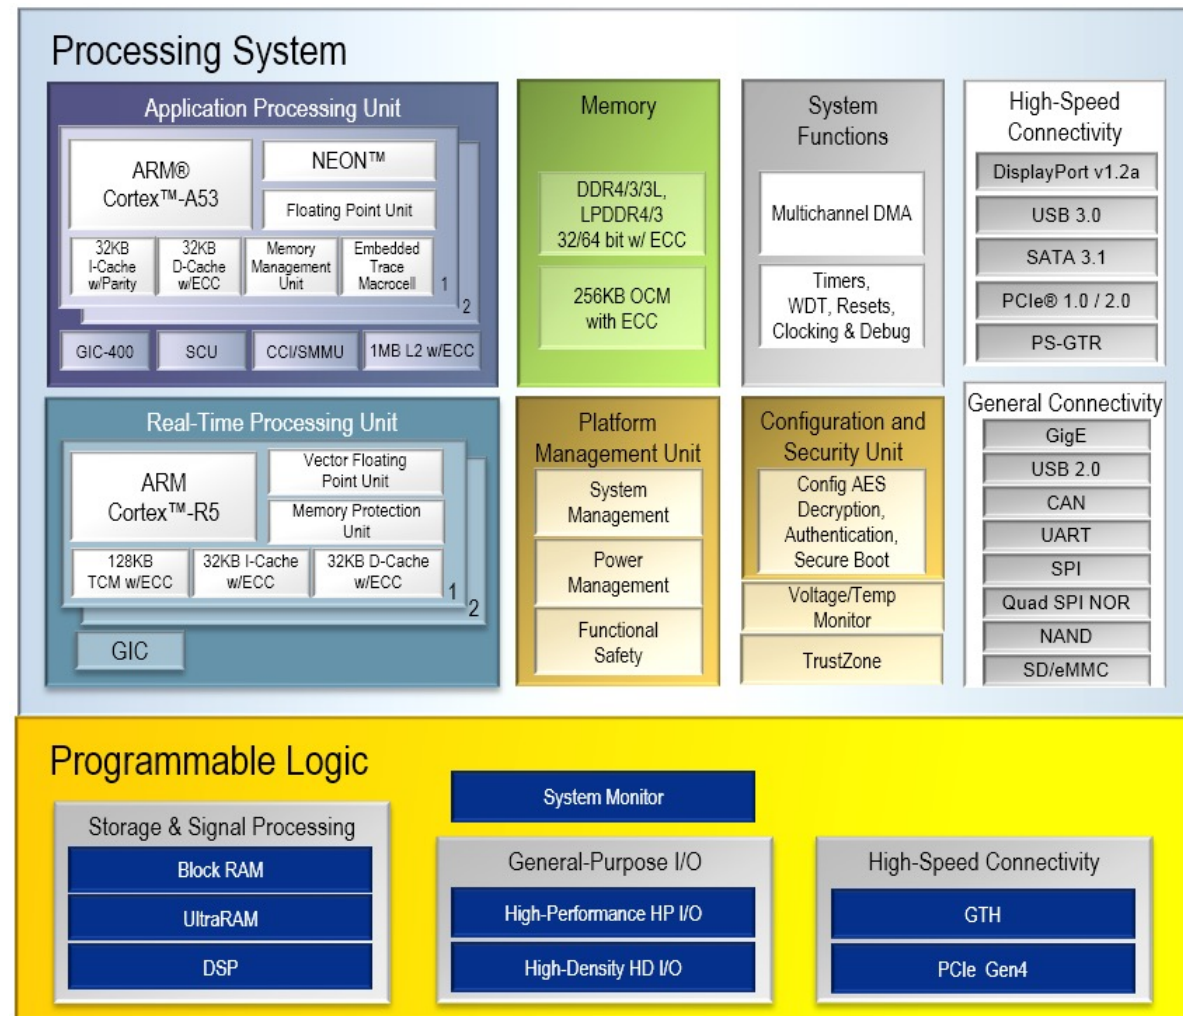 Processing System
Application Processing Unit
ARM®
Cortex™-A53
NEON™
Floating Point Unit
32KB
I-Cache
w/Parity
32KB
D-Cache
w/ECC
Memory
Management
Unit
Embedded
Trace
Macrocell
1
2
GIC-400
SCU
CCI/SMMU
1MB L2 w/ECC
Memory
DDR4/3/3L,
LPDDR4/3
32/64 bit w/ ECC
256KB OCM
with ECC
System
Functions
Multichannel DMA
Timers,
WDT, Resets,
Clocking & Debug
High-Speed
Connectivity
DisplayPort v1.2a
USB 3.0
SATA 3.1
PCIe® 1.0 / 2.0
PS-GTR
Real-Time Processing Unit
ARM
Cortex™-R5
Vector Floating
Point Unit
Memory Protection
Unit
128KB
TCM w/ECC
32KB I-Cache
w/ECC
32KB D-Cache
w/ECC
1
2
GIC
Platform
Management Unit
System
Management
Power
Management
Functional
Safety
Configuration and
Security Unit
Config AES
Decryption,
Authentication,
Secure Boot
Voltage/Temp
Monitor
TrustZone
General Connectivity
GigE
USB 2.0
CAN
UART
SPI
Quad SPI NOR
NAND
SD/eMMC
Programmable Logic
Storage & Signal Processing
Block RAM
UltraRAM
DSP
System Monitor
General-Purpose I/O
High-Performance HP I/O
High-Density HD I/O
High-Speed Connectivity
GTH
PCIe Gen4